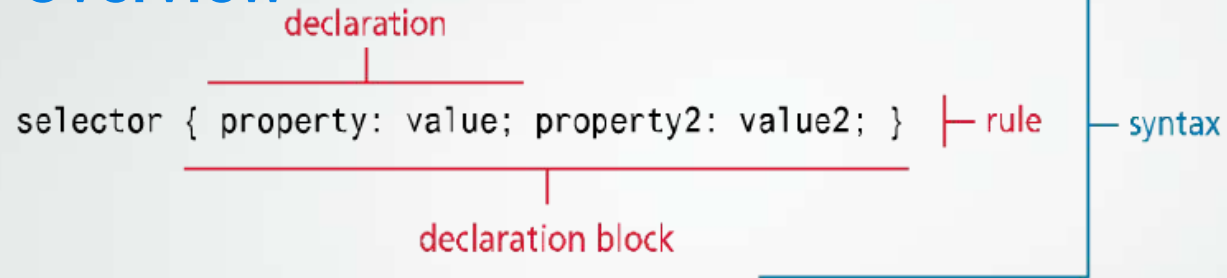 declaration
selector { property: value; property2: value2; } rule syntax
declaration block